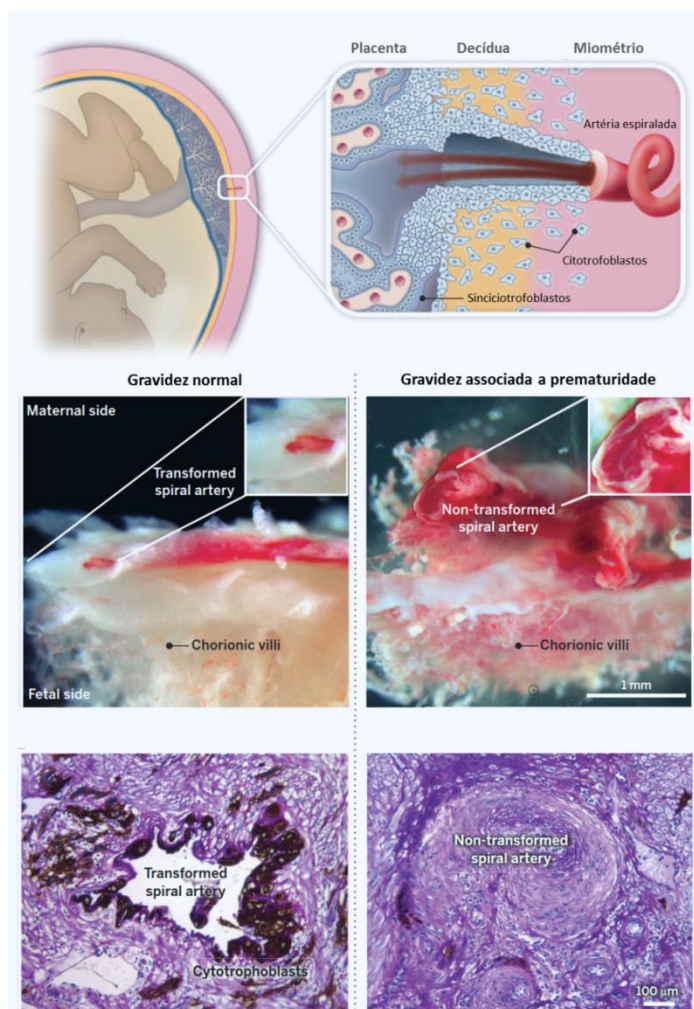 Placenta Decídua Miométrio
Artéria espiralada
Citotrofoblastos
Sinciciotrofoblastos
Gravidez normal
Gravidez associada a prematuridade
Maternal side
Transformed
spiral artery
Chorionic villi
Fetal side
Non-transformed
spiral artery
Chorionic villi
1 mm
Transformed
spiral artery
Cytotrophoblasts
Non-transformed
spiral artery
100 μm